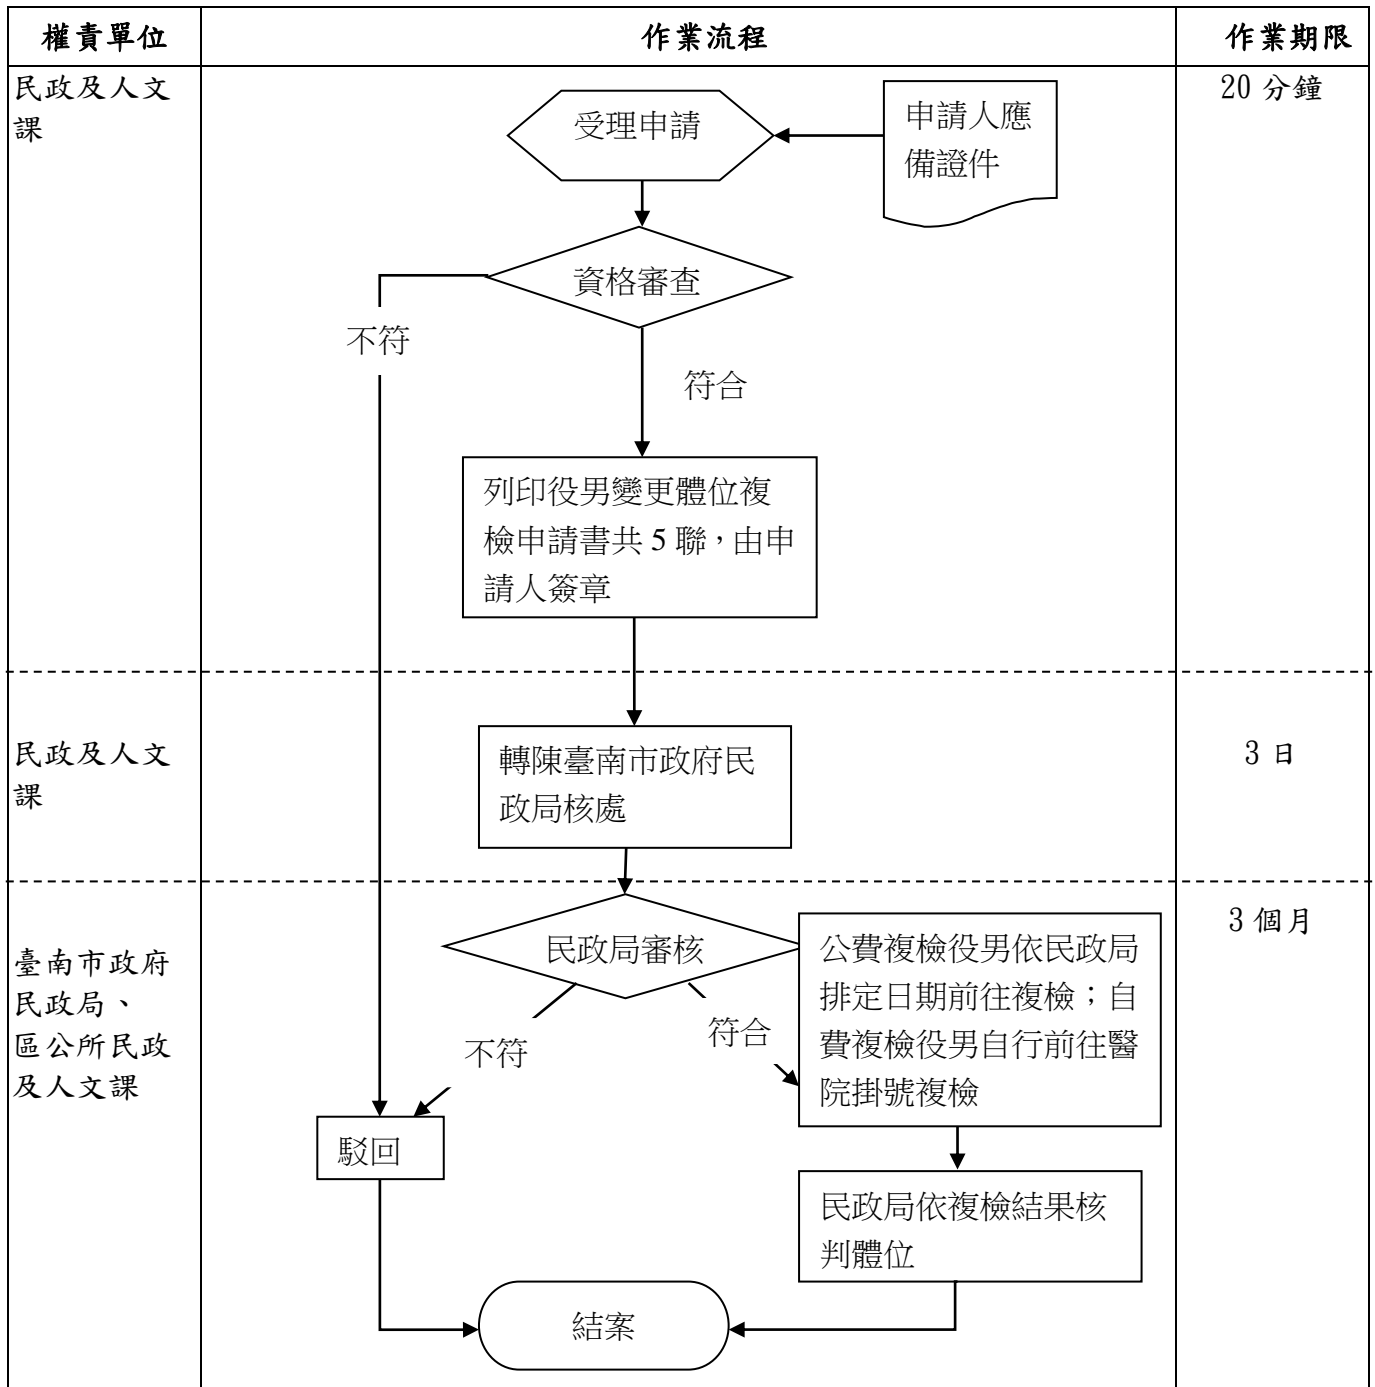 權責單位
作業流程
作業期限
民政及人文
課
20 分鐘
受理申請
申請人應
備證件
資格審查
不符
符合
列印役男變更體位複
檢申請書共 5 聯，由申
請人簽章
民政及人文
課
轉陳臺南市政府民
政局核處
3 日
臺南市政府
民政局、
區公所民政
及人文課
民政局審核
不符
符合
公費複檢役男依民政局
排定日期前往複檢；自
費複檢役男自行前往醫
院掛號複檢
3 個月
駁回
民政局依複檢結果核
判體位
結案